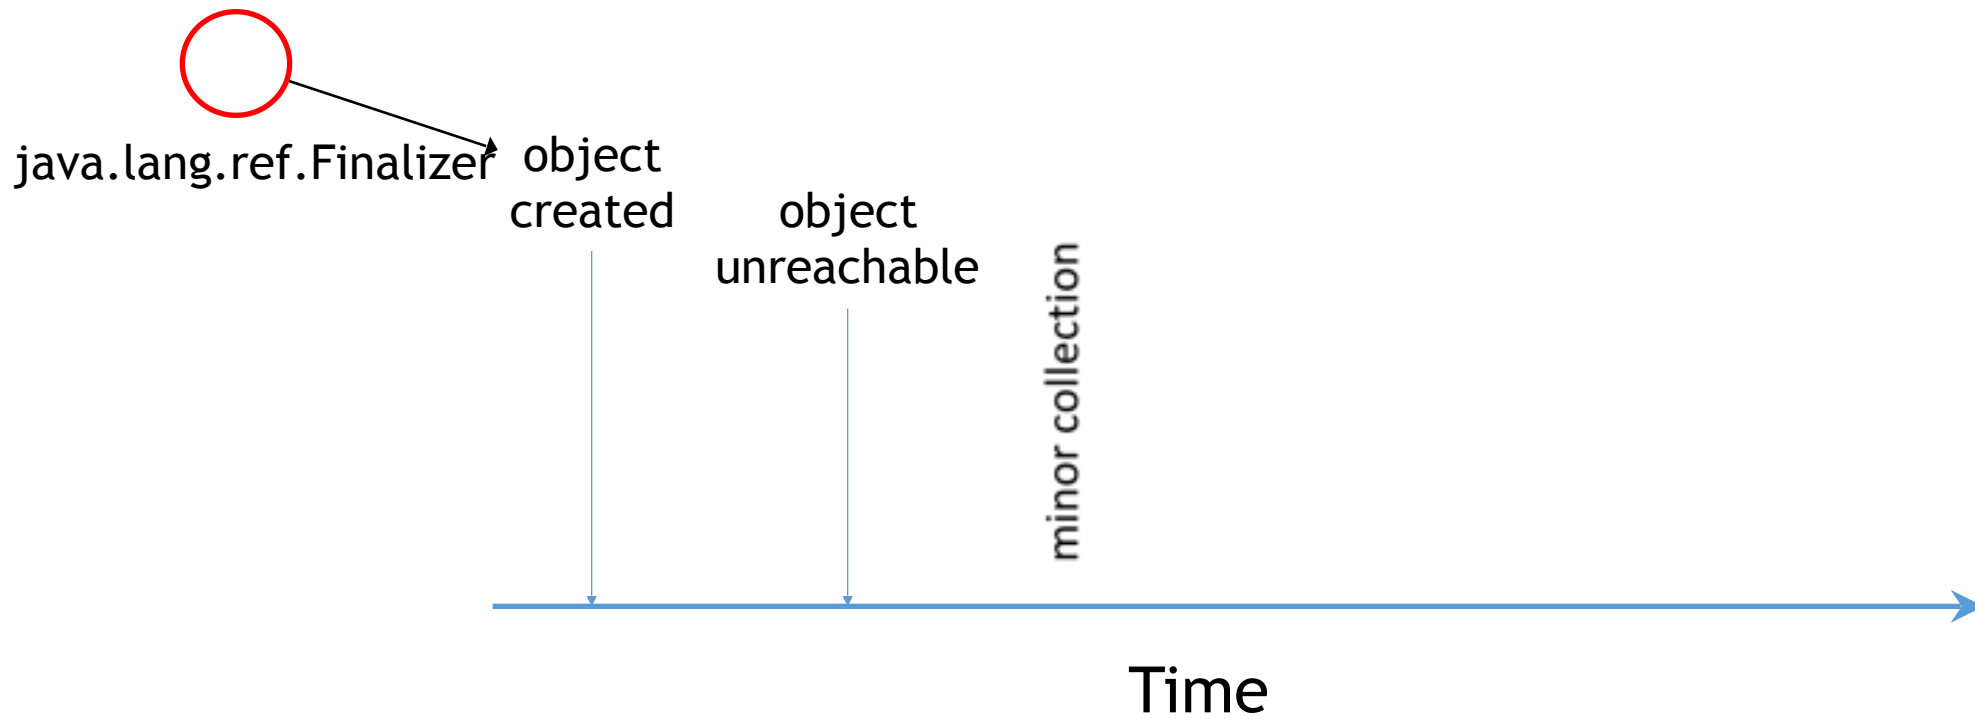 java.lang.ref.Finalizer
object
created
object
unreachable
minor collection
Time